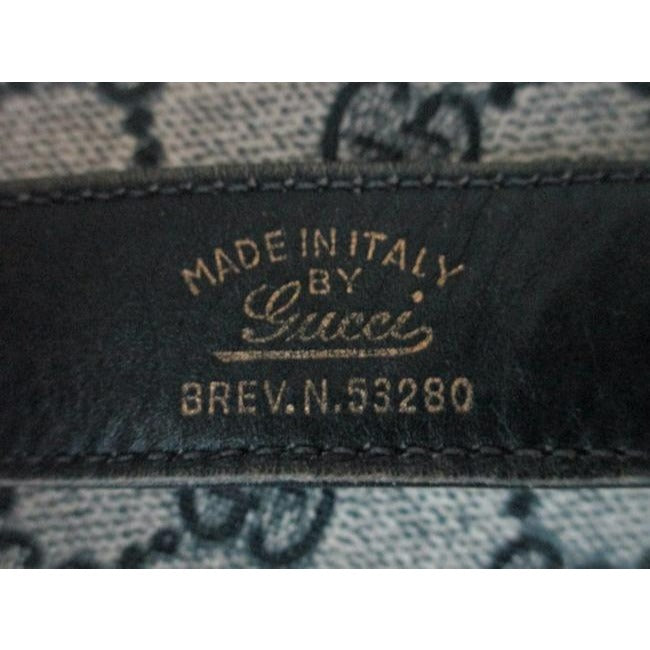 MADE IN ITALY
BY
Gucci
BREV.N.53280